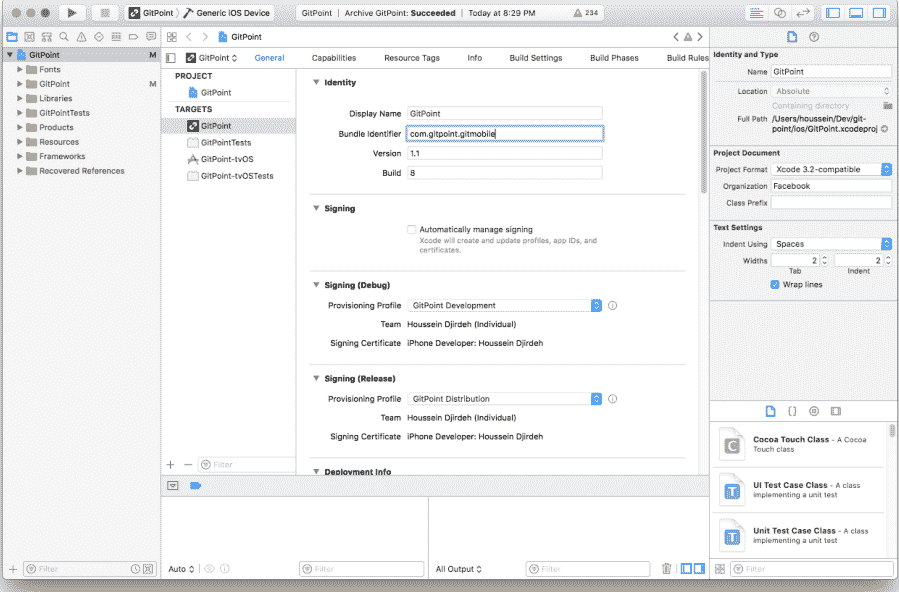 GitPoint Generic iOS Device
GitPoint | Archive GitPoint: Succeeded | Today at 8:29 PM
234
GitPoint
GitPoint M
Fonts
GitPoint M
Libraries
GitPointTests
Products
Resources
Frameworks
Recovered References
Filter
GitPoint
General
Capabilities
Resource Tags
Info
Build Settings
Build Phases
Build Rules
PROJECT
GitPoint
TARGETS
GitPoint
GitPointTests
GitPoint-tvOS
GitPoint-tvOSTests
Filter
Identity
Display Name GitPoint
Bundle Identifier com.gitpoint.gitmobile
Version 1.1
Build 8
Signing
Automatically manage signing
Xcode will create and update profiles, app IDs, and
certificates.
Signing (Debug)
Provisioning Profile GitPoint Development
Team Houssein Djirdeh (Individual)
Signing Certificate iPhone Developer: Houssein Djirdeh
Signing (Release)
Provisioning Profile GitPoint Distribution
Team Houssein Djirdeh (Individual)
Signing Certificate iPhone Developer: Houssein Djirdeh
Deployment Info
Auto
Filter
All Output
Filter
Identity and Type
Name GitPoint
Location Absolute
Containing directory
Full Path /Users/houssein/Dev/git-
point/ios/GitPoint.xcodeproj
Project Document
Project Format Xcode 3.2-compatible
Organization Facebook
Class Prefix
Text Settings
Indent Using Spaces
Widths 2 2
Tab Indent
Wrap lines
Cocoa Touch Class - A Cocoa
Touch class
UI Test Case Class - A class
implementing a unit test
Unit Test Case Class - A class
implementing a unit test
Filter